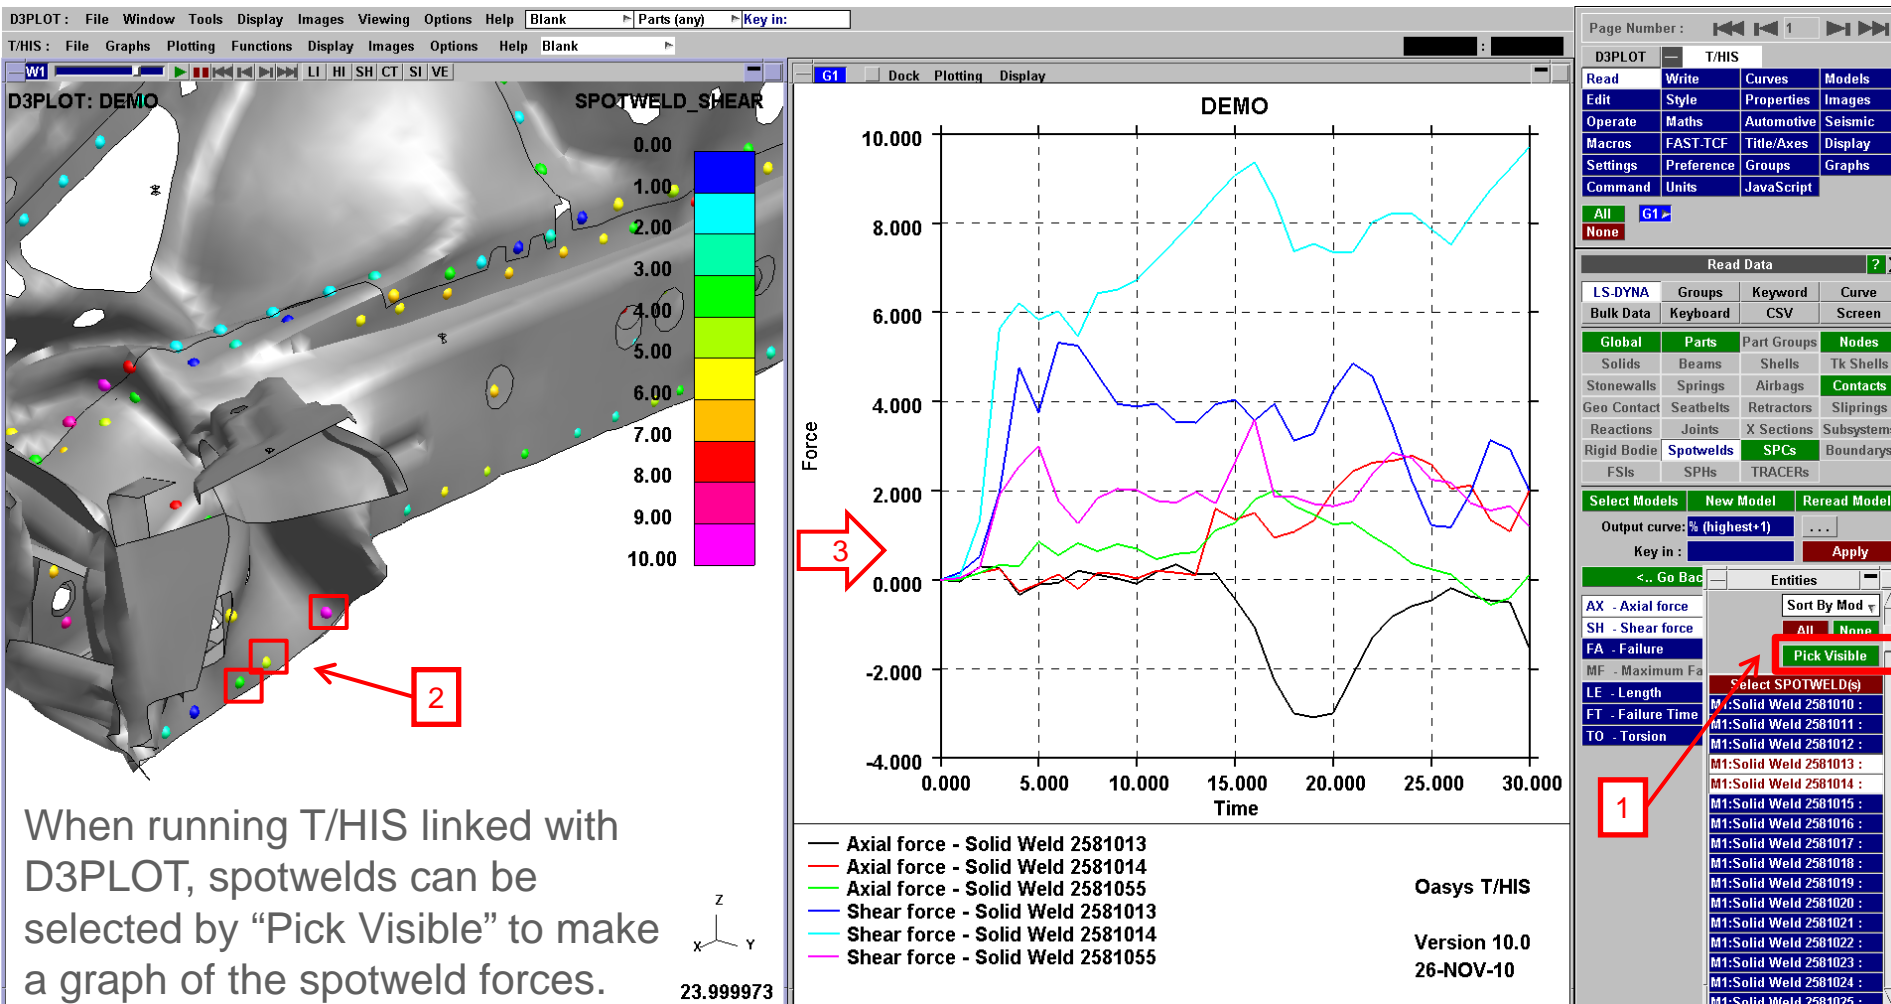 D3PLOT : File Window Tools Display Images Viewing Options Help Blank Parts (any) Key in:
T/HIS : File Graphs Plotting Functions Display Images Options Help Blank :
W1 LI HI SH CT SI VE
D3PLOT: DEMO SPOTWELD_SHEAR
0.00
1.00
2.00
3.00
4.00
5.00
6.00
7.00
8.00
9.00
10.00
2
Z
X Y
23.999973
When running T/HIS linked with
D3PLOT, spotwelds can be
selected by “Pick Visible” to make
a graph of the spotweld forces.
G1 Dock Plotting Display
DEMO
10.000
8.000
6.000
4.000
2.000
0.000
-2.000
-4.000
Force
3
0.000 5.000 10.000 15.000 20.000 25.000 30.000
Time
Axial force - Solid Weld 2581013
Axial force - Solid Weld 2581014
Axial force - Solid Weld 2581055
Shear force - Solid Weld 2581013
Shear force - Solid Weld 2581014
Shear force - Solid Weld 2581055
Oasys T/HIS
Version 10.0
26-NOV-10
Page Number : 1
D3PLOT T/HIS
Read Write Curves Models
Edit Style Properties Images
Operate Maths Automotive Seismic
Macros FAST-TCF Title/Axes Display
Settings Preference Groups Graphs
Command Units JavaScript
All G1
None
Read Data ?
LS-DYNA Groups Keyword Curve
Bulk Data Keyboard CSV Screen
Global Parts Part Groups Nodes
Solids Beams Shells Tk Shells
Stonewalls Springs Airbags Contacts
Geo Contact Seatbelts Retractors Sliprings
Reactions Joints X Sections Subsystem
Rigid Bodie Spotwelds SPCs Boundarys
FSIs SPHs TRACERs
Select Models New Model Reread Model
Output curve: % (highest+1) ...
Key in : Apply
<.. Go Bac
Entities
AX - Axial force
SH - Shear force
FA - Failure
MF - Maximum Fa
LE - Length
FT - Failure Time
TO - Torsion
Sort By Mod
All None
Pick Visible
1
Select SPOTWELD(s)
M1:Solid Weld 2581010 :
M1:Solid Weld 2581011 :
M1:Solid Weld 2581012 :
M1:Solid Weld 2581013 :
M1:Solid Weld 2581014 :
M1:Solid Weld 2581015 :
M1:Solid Weld 2581016 :
M1:Solid Weld 2581017 :
M1:Solid Weld 2581018 :
M1:Solid Weld 2581019 :
M1:Solid Weld 2581020 :
M1:Solid Weld 2581021 :
M1:Solid Weld 2581022 :
M1:Solid Weld 2581023 :
M1:Solid Weld 2581024 :
M1:Solid Weld 2581025 :